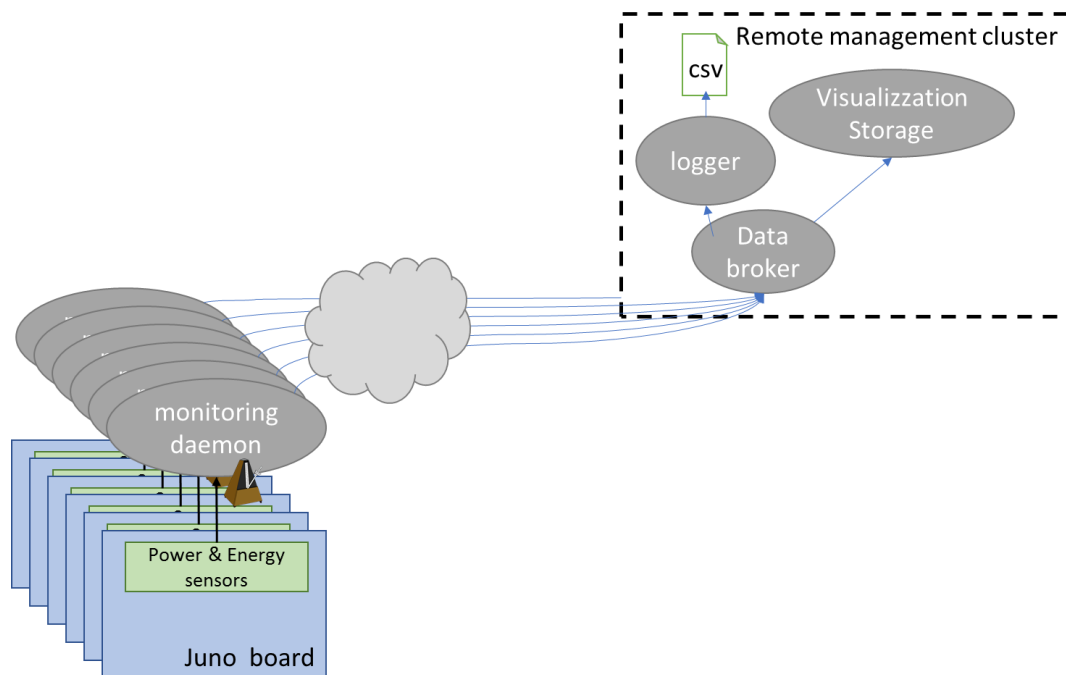 Remote management cluster
csv
Visualizzation
Storage
logger
Data
broker
monitoring
daemon
Power & Energy
sensors
Juno board